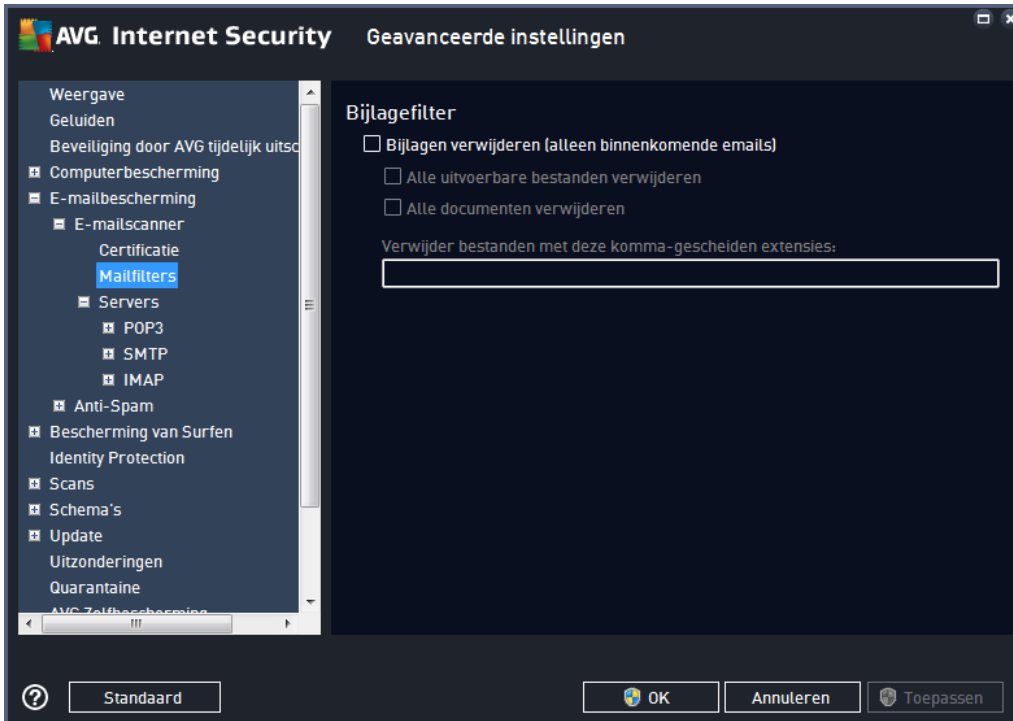 AVG Internet Security Geavanceerde instellingen
Weergave
Geluiden
Beveiliging door AVG tijdelijk uitsc
Computerbescherming
E-mailbescherming
E-mailscanner
Certificatie
Mailfilters
Servers
POP3
SMTP
IMAP
Anti-Spam
Bescherming van Surfen
Identity Protection
Scans
Schema's
Update
Uitzonderingen
Quarantaine
AVG Zelfbescherming
Bijlagefilter
Bijlagen verwijderen (alleen binnenkomende emails)
Alle uitvoerbare bestanden verwijderen
Alle documenten verwijderen
Verwijder bestanden met deze komma-gescheiden extensies:
? Standaard OK Annuleren Toepassen